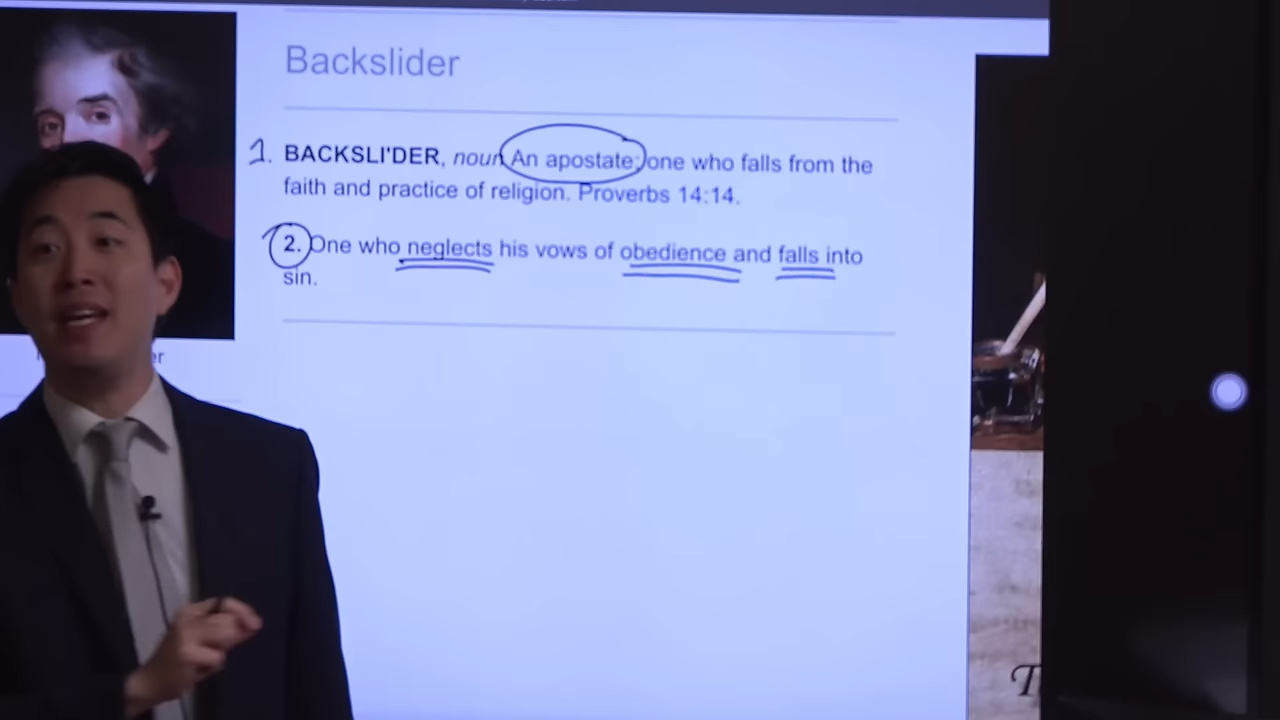 Backslider
1. BACKSLI'DER, noun An apostate; one who falls from the
faith and practice of religion. Proverbs 14:14.
2. One who neglects his vows of obedience and falls into
sin.
er
T